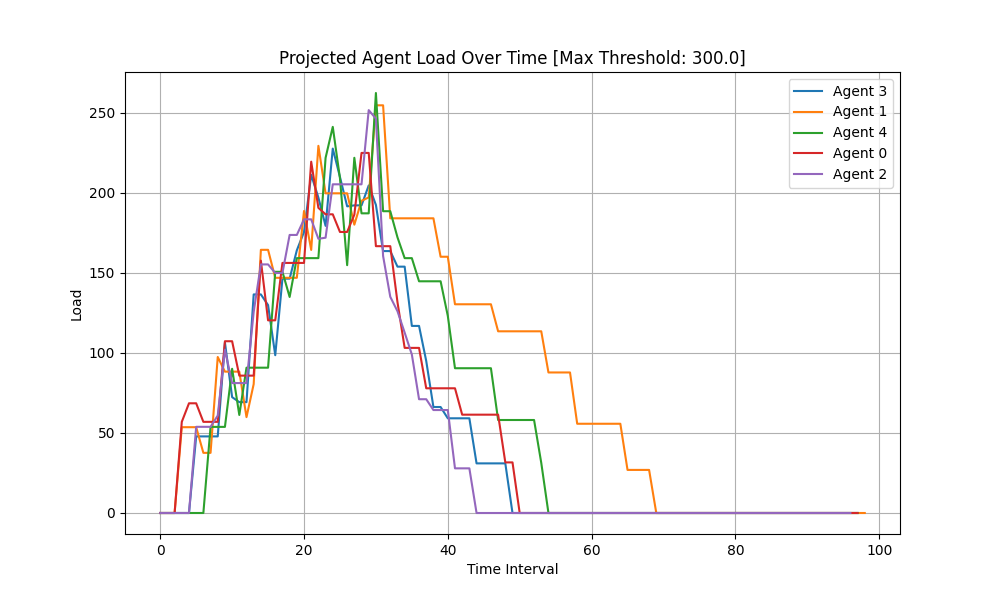 Projected Agent Load Over Time [Max Threshold: 300.0]
Load
250
200
150
100
50
0
0
20
40
60
80
100
Time Interval
Agent 3
Agent 1
Agent 4
Agent 0
Agent 2